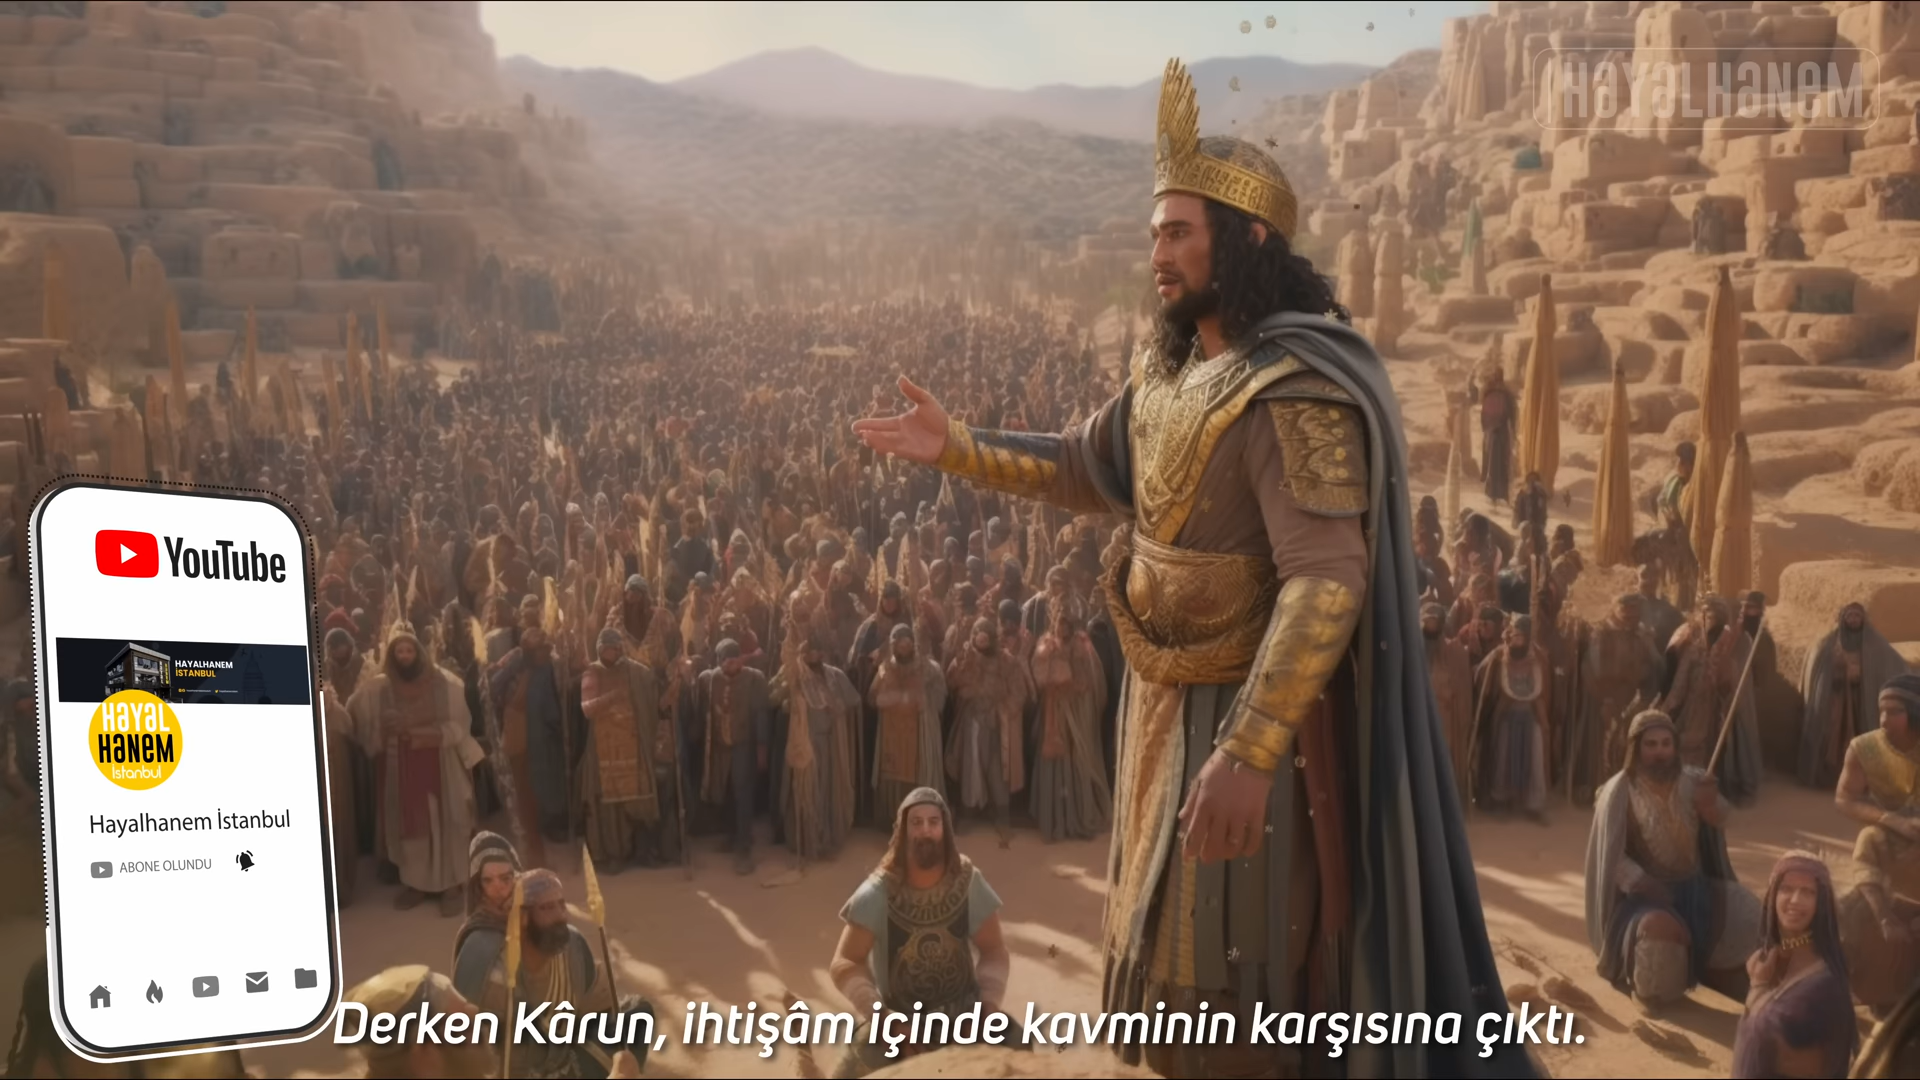 HAYALHANEM
YouTube
HAYALHANEM
İSTANBUL
HAYAL
HANEM
İstanbul
Hayalhanem İstanbul
ABONE OLUNDU
Derken Kârun, ihtişâm içinde kavminin karşısına çıktı.